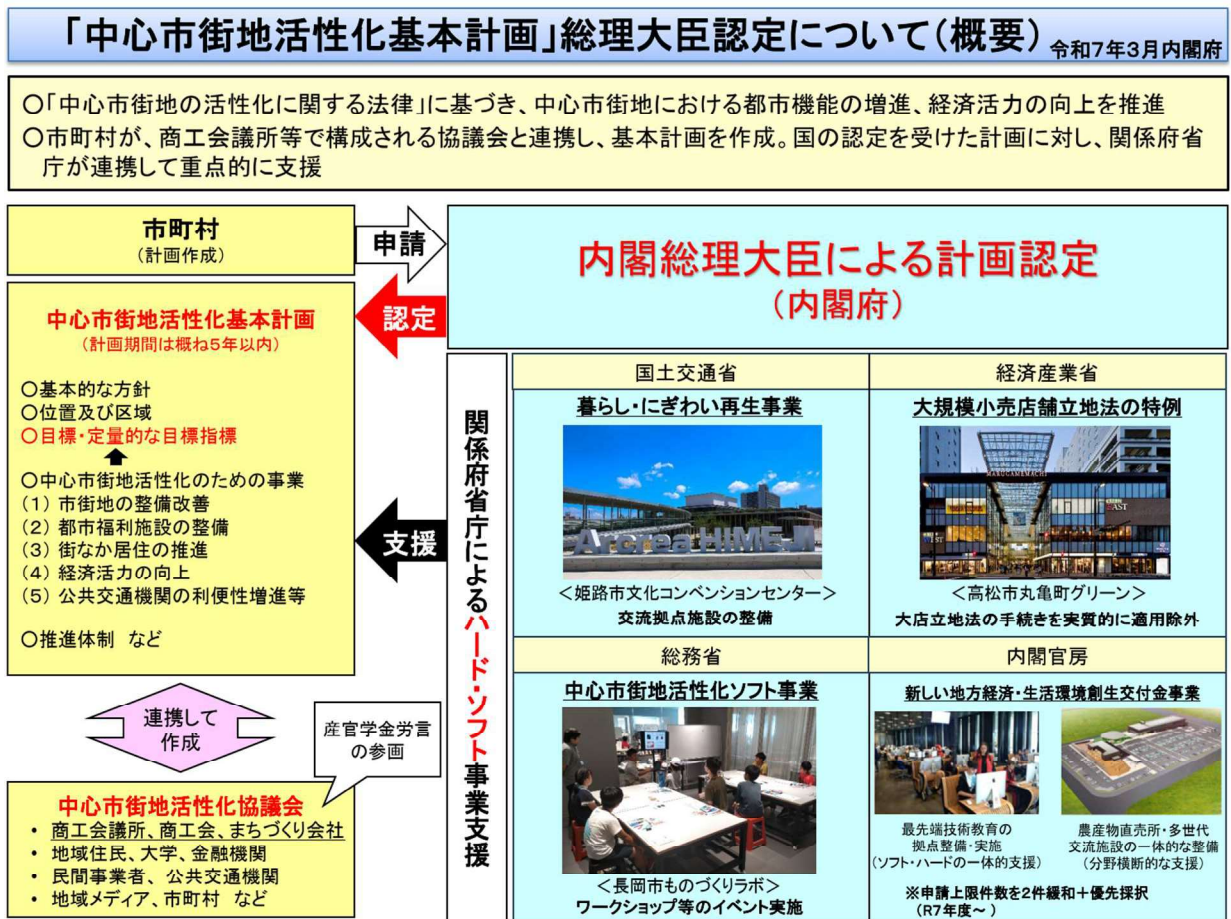 「中心市街地活性化基本計画」総理大臣認定について(概要) 令和7年3月内閣府
○「中心市街地の活性化に関する法律」に基づき、中心市街地における都市機能の増進、経済活力の向上を推進
○市町村が、商工会議所等で構成される協議会と連携し、基本計画を作成。国の認定を受けた計画に対し、関係府省
庁が連携して重点的に支援
市町村
(計画作成)
申請
内閣総理大臣による計画認定
(内閣府)
認定
中心市街地活性化基本計画
(計画期間は概ね5年以内)
○基本的な方針
○位置及び区域
○目標・定量的な目標指標
○中心市街地活性化のための事業
(1) 市街地の整備改善
(2) 都市福利施設の整備
(3) 街なか居住の推進
(4) 経済活力の向上
(5) 公共交通機関の利便性増進等
○推進体制 など
支援
連携して
作成
産官学金労言
の参画
中心市街地活性化協議会
・ 商工会議所、商工会、まちづくり会社
・ 地域住民、大学、金融機関
・ 民間事業者、公共交通機関
・ 地域メディア、市町村 など
関係府省庁によるハード・ソフト事業支援
国土交通省
暮らし・にぎわい再生事業
Arcrea HIMEJI
<姫路市文化コンベンションセンター>
交流拠点施設の整備
経済産業省
大規模小売店舗立地法の特例
MARUGAMEMACHI
WEST
EAST
<高松市丸亀町グリーン>
大店立地法の手続きを実質的に適用除外
総務省
中心市街地活性化ソフト事業
<長岡市ものづくりラボ>
ワークショップ等のイベント実施
内閣官房
新しい地方経済・生活環境創生交付金事業
最先端技術教育の
拠点整備・実施
(ソフト・ハードの一体的支援)
農産物直売所・多世代
交流施設の一体的な整備
(分野横断的な支援)
※申請上限件数を2件緩和+優先採択
(R7年度~)